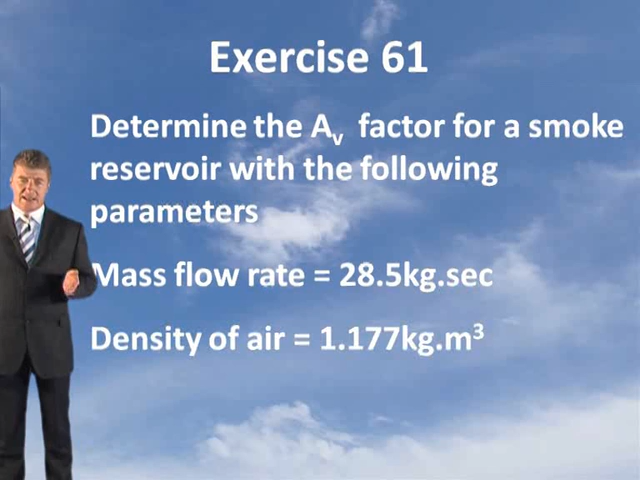 Exercise 61
Determine the Av factor for a smoke
reservoir with the following
parameters
Mass flow rate = 28.5kg.sec
Density of air = 1.177kg.m³